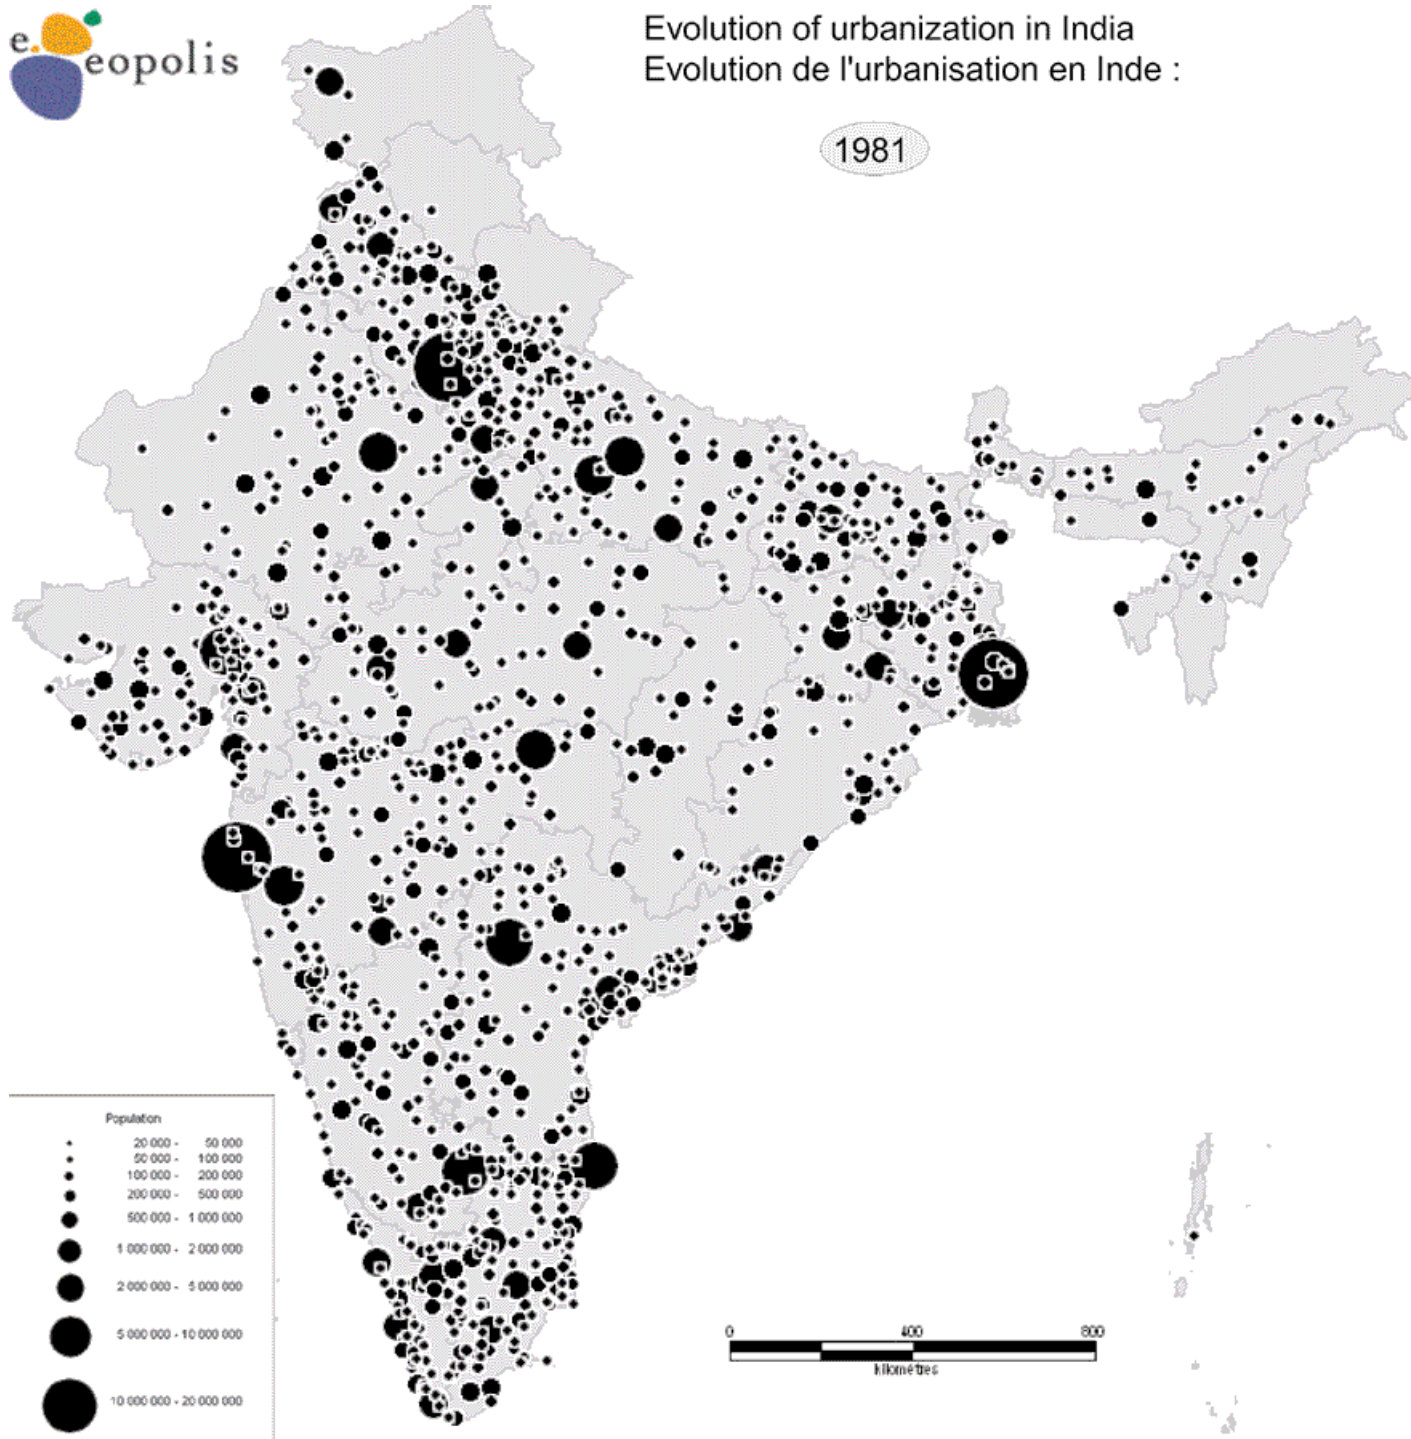 e. eopolis
Evolution of urbanization in India
Evolution de l'urbanisation en Inde :
1981
Population
20 000 - 50 000
50 000 - 100 000
100 000 - 200 000
200 000 - 500 000
500 000 - 1 000 000
1 000 000 - 2 000 000
2 000 000 - 5 000 000
5 000 000 - 10 000 000
10 000 000 - 20 000 000
0 400 800
kilométres